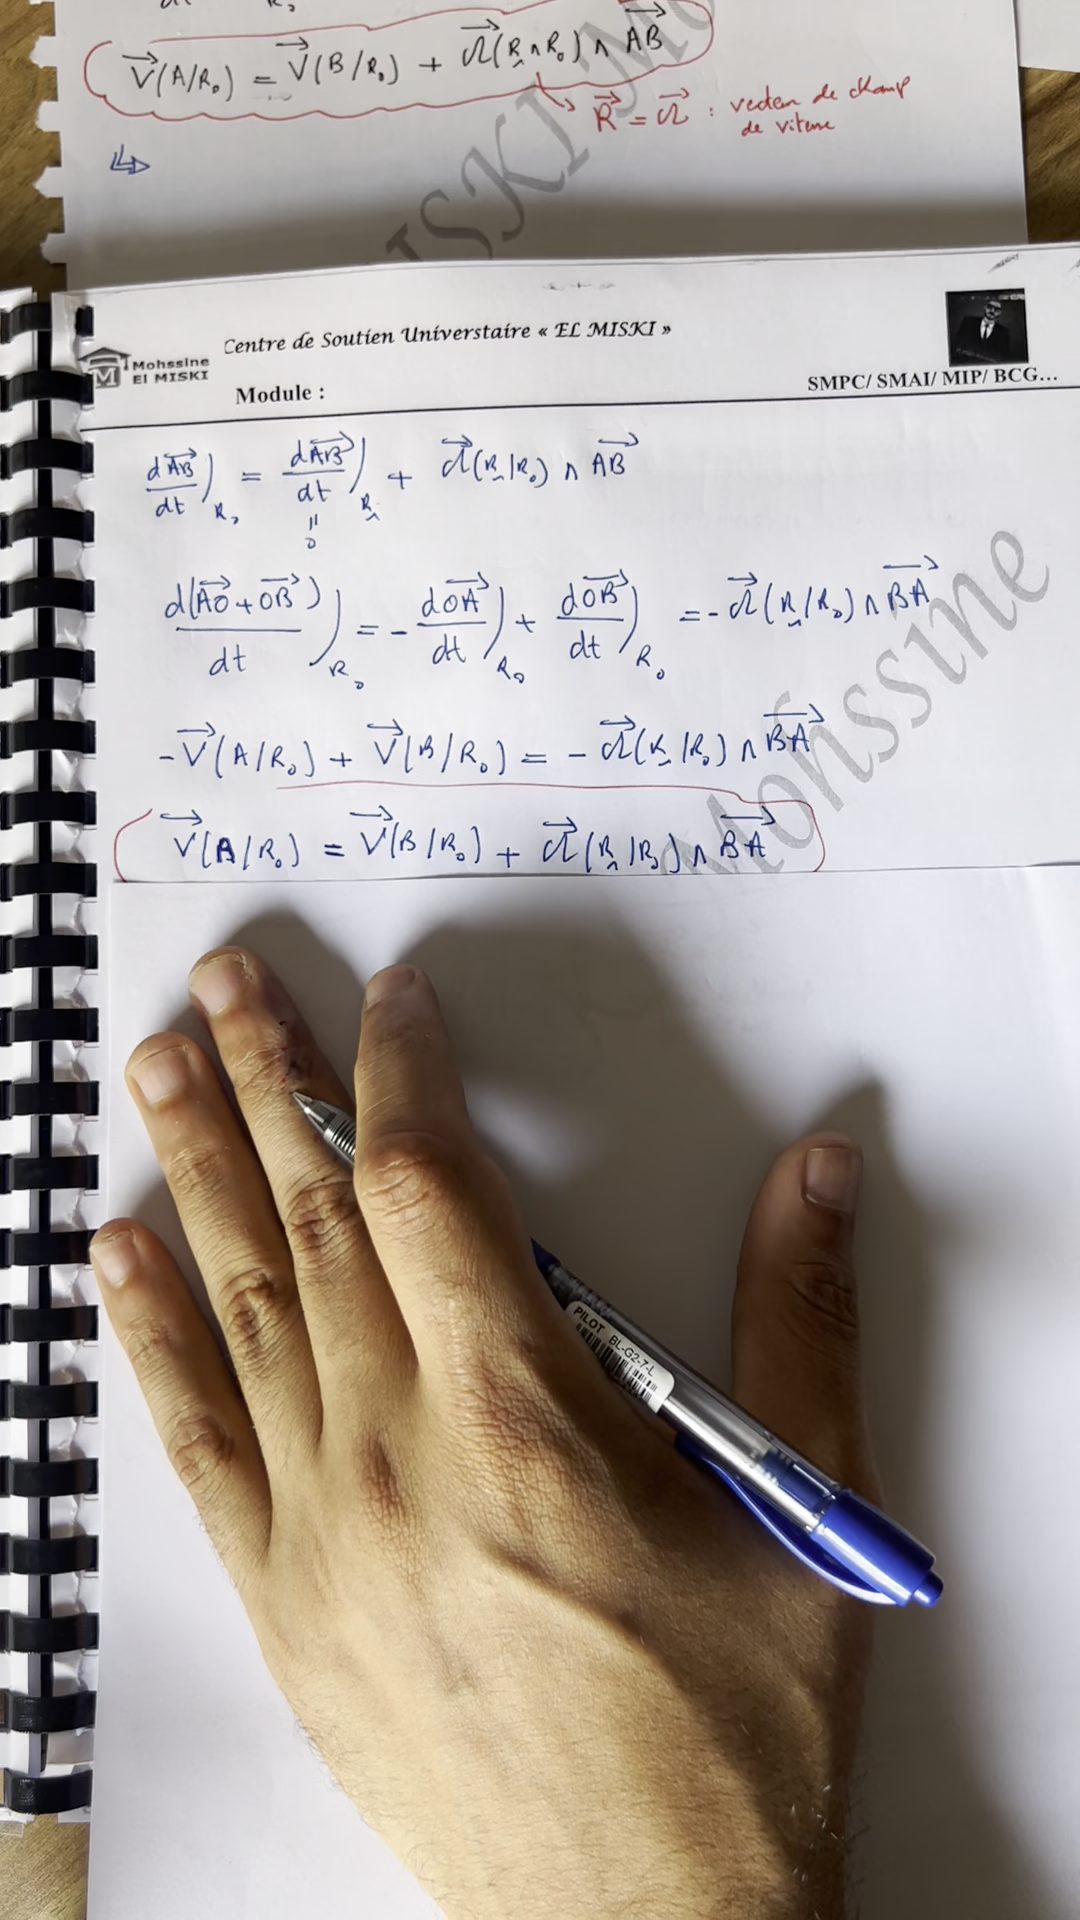 V⃗(A/R₀) = V⃗(B/R₀) + Ω⃗(R₁ ∧ R₀) ∧ AB⃗
R⃗ = Ω⃗ : vecteur de champ
de vitesse
Centre de Soutien Universtaire « EL MISKI »
Mohssine
El MISKI
Module :
SMPC/ SMAI/ MIP/ BCG...
dAB⃗/dt)R₀ = dAB⃗/dt)R₁ + Ω⃗(R₁/R₀) ∧ AB⃗
=
0
d(AO⃗ + OB⃗)/dt)R₀ = - dOA⃗/dt)R₀ + dOB⃗/dt)R₀ = - Ω⃗(R₁/R₀) ∧ BA⃗
- V⃗(A/R₀) + V⃗(B/R₀) = - Ω⃗(R₁/R₀) ∧ BA⃗
V⃗(A/R₀) = V⃗(B/R₀) + Ω⃗(R₁/R₀) ∧ BA⃗
Mohssine
PILOT BL-G2-7-L